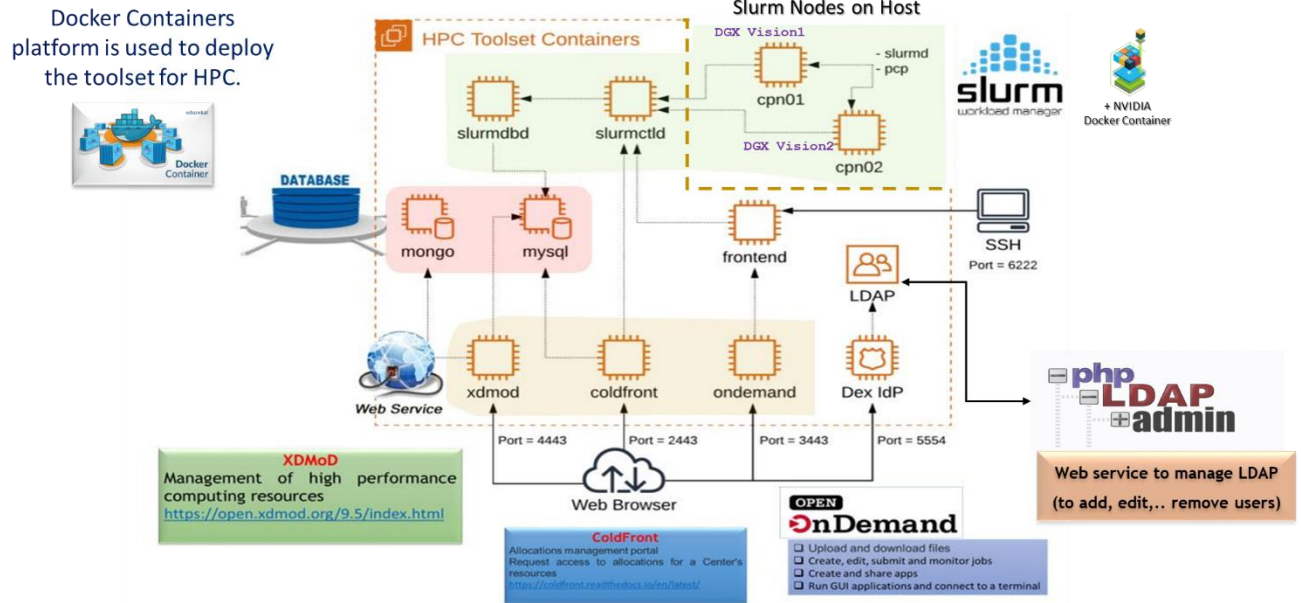 Docker Containers
platform is used to deploy
the toolset for HPC.
edureka!
Docker
Container
HPC Toolset Containers
Slurm Nodes on Host
DGX Vision1
- slurmd
- pcp
cpn01
DGX Vision2
cpn02
slurmdbd
slurmctld
slurm
workload manager
+ NVIDIA
Docker Container
DATABASE
mongo
mysql
frontend
SSH
Port = 6222
LDAP
Web Service
xdmod
coldfront
ondemand
Dex IdP
Port = 4443
Port = 2443
Port = 3443
Port = 5554
Web Browser
php
LDAP
admin
Web service to manage LDAP
(to add, edit,.. remove users)
XDMoD
Management of high performance
computing resources
https://open.xdmod.org/9.5/index.html
ColdFront
Allocations management portal
Request access to allocations for a Center's
resources
https://coldfront.readthedocs.io/en/latest/
OPEN
OnDemand
Upload and download files
Create, edit, submit and monitor jobs
Create and share apps
Run GUI applications and connect to a terminal